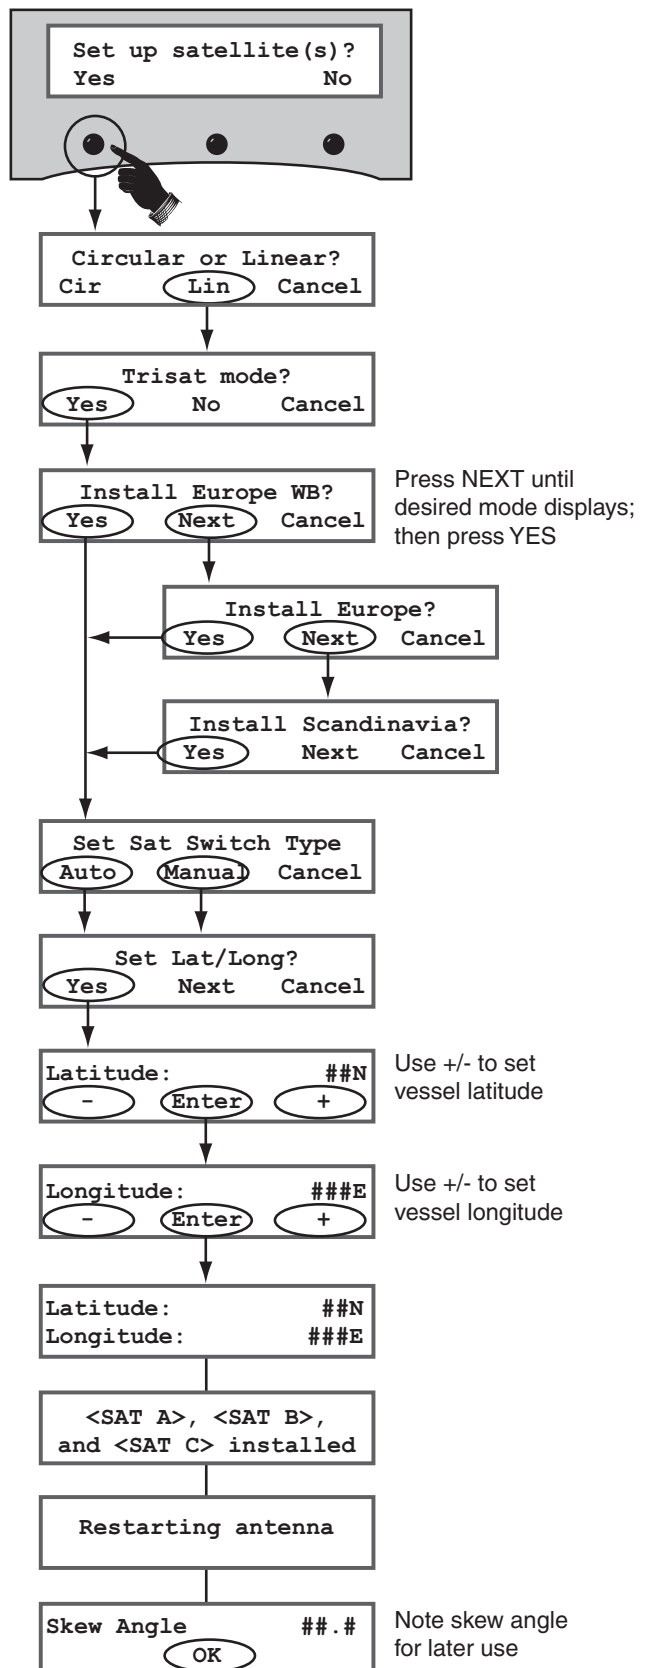 Set up satellite(s)?
Yes No
Circular or Linear?
Cir Lin Cancel
Trisat mode?
Yes No Cancel
Install Europe WB?
Yes Next Cancel
Press NEXT until
desired mode displays;
then press YES
Install Europe?
Yes Next Cancel
Install Scandinavia?
Yes Next Cancel
Set Sat Switch Type
Auto Manual Cancel
Set Lat/Long?
Yes Next Cancel
Latitude: ##N
- Enter +
Use +/- to set
vessel latitude
Longitude: ###E
- Enter +
Use +/- to set
vessel longitude
Latitude: ##N
Longitude: ###E
<SAT A>, <SAT B>,
and <SAT C> installed
Restarting antenna
Skew Angle ##.#
OK
Note skew angle
for later use